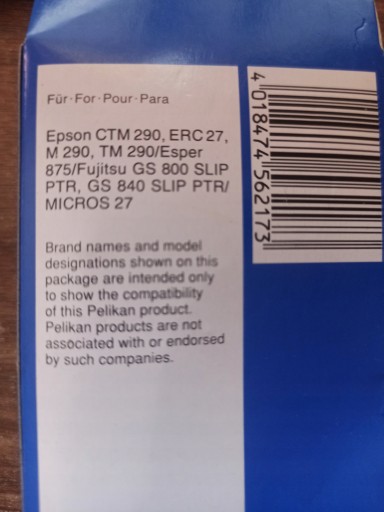 Für·For·Pour·Para
Epson CTM 290, ERC 27,
M 290, TM 290/Esper
875/Fujitsu GS 800 SLIP
PTR, GS 840 SLIP PTR/
MICROS 27
Brand names and model
designations shown on this
package are intended only
to show the compatibility
of this Pelikan product.
Pelikan products are not
associated with or endorsed
by such companies.
4 018474 562173